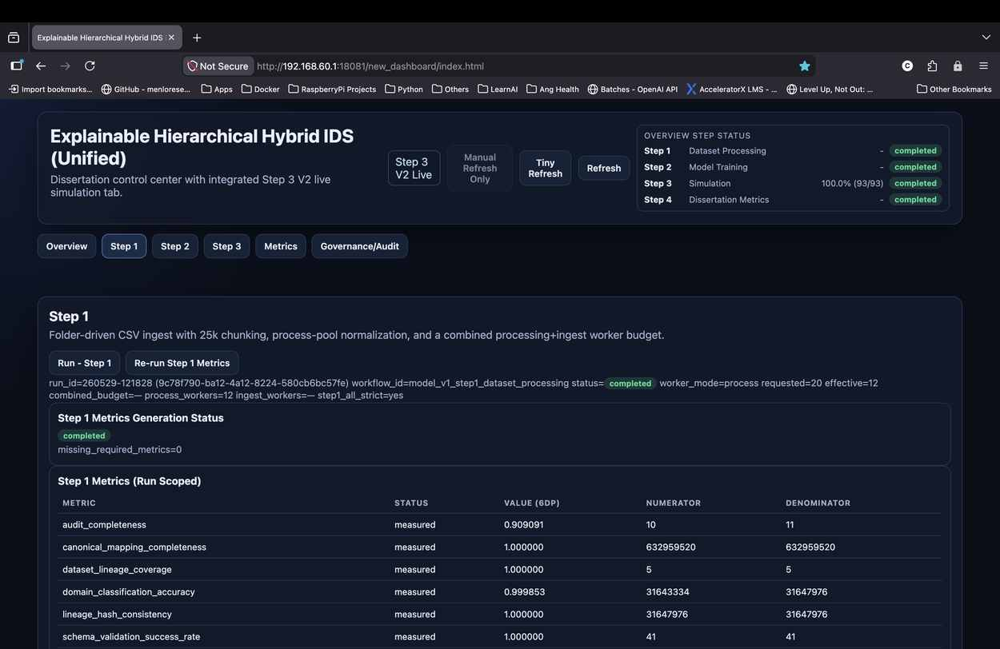 Explainable Hierarchical Hybrid IDS
Not Secure http://192.168.60.1:18081/new_dashboard/index.html
Import bookmarks... GitHub - menlorese... Apps Docker RaspberryPi Projects Python Others LearnAI Ang Health Batches - OpenAI API AcceleratorX LMS - ... Level Up, Not Out: ... Other Bookmarks
Explainable Hierarchical Hybrid IDS
(Unified)
Dissertation control center with integrated Step 3 V2 live
simulation tab.
Step 3
V2 Live
Manual
Refresh
Only
Tiny
Refresh
Refresh
OVERVIEW STEP STATUS
Step 1 Dataset Processing - completed
Step 2 Model Training - completed
Step 3 Simulation 100.0% (93/93) completed
Step 4 Dissertation Metrics - completed
Overview Step 1 Step 2 Step 3 Metrics Governance/Audit
Step 1
Folder-driven CSV ingest with 25k chunking, process-pool normalization, and a combined processing+ingest worker budget.
Run - Step 1 Re-run Step 1 Metrics
run_id=260529-121828 (9c78f790-ba12-4a12-8224-580cb6bc57fe) workflow_id=model_v1_step1_dataset_processing status= completed worker_mode=process requested=20 effective=12
combined_budget=— process_workers=12 ingest_workers=— step1_all_strict=yes
Step 1 Metrics Generation Status
completed
missing_required_metrics=0
Step 1 Metrics (Run Scoped)
METRIC STATUS VALUE (6DP) NUMERATOR DENOMINATOR
audit_completeness measured 0.909091 10 11
canonical_mapping_completeness measured 1.000000 632959520 632959520
dataset_lineage_coverage measured 1.000000 5 5
domain_classification_accuracy measured 0.999853 31643334 31647976
lineage_hash_consistency measured 1.000000 31647976 31647976
schema_validation_success_rate measured 1.000000 41 41